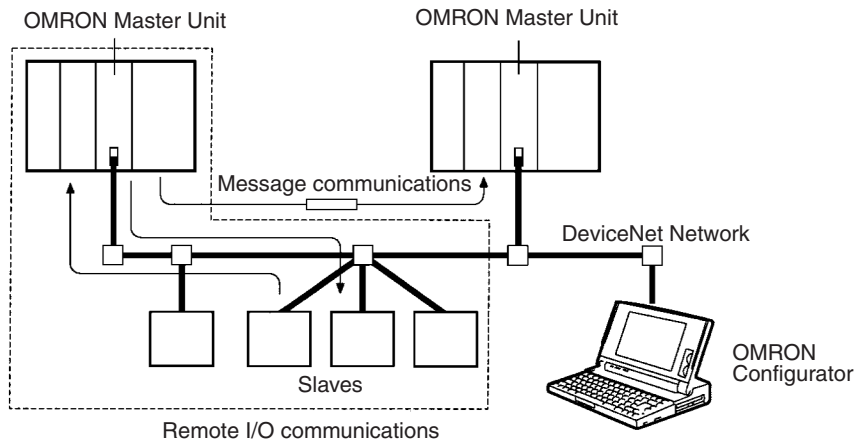 OMRON Master Unit
OMRON Master Unit
Message communications
DeviceNet Network
Slaves
OMRON
Configurator
Remote I/O communications